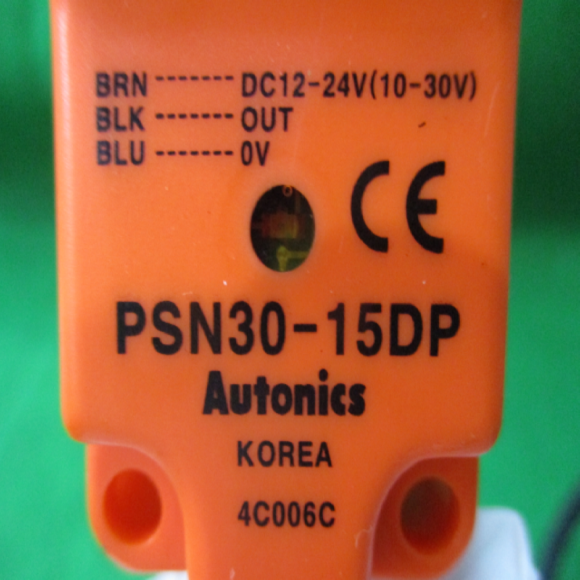 BRN ------- DC12-24V(10-30V)
BLK ------- OUT
BLU ------- 0V
CE
PSN30-15DP
Autonics
KOREA
4C006C